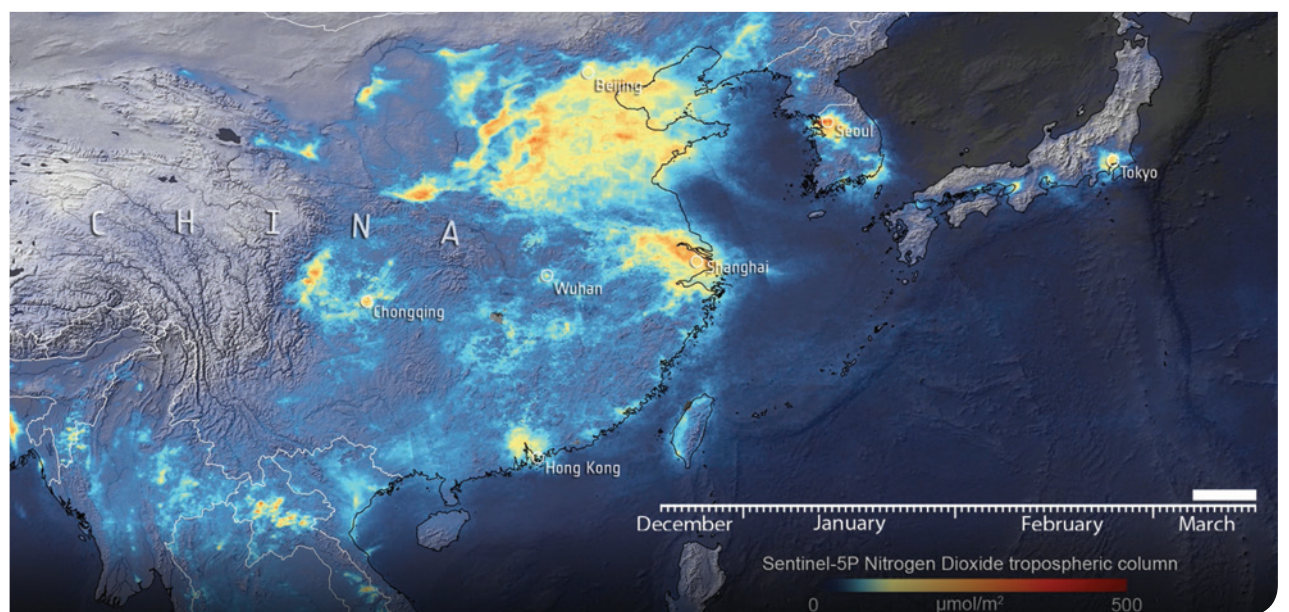 Beijing
Seoul
Tokyo
C H I N A
Shanghai
Wuhan
Chongqing
Hong Kong
December January February March
Sentinel-5P Nitrogen Dioxide tropospheric column
0 µmol/m² 500